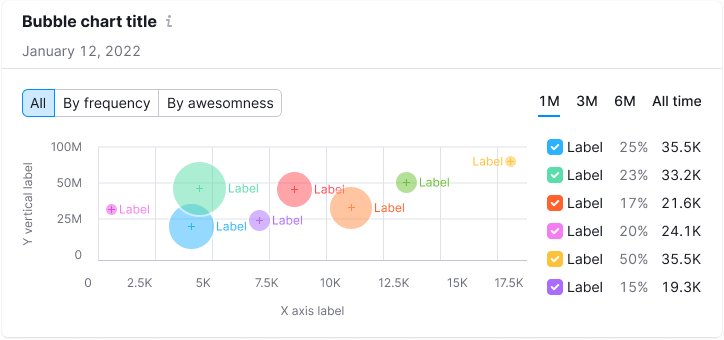 Bubble chart title i
January 12, 2022
All By frequency By awesomness
1M 3M 6M All time
100M
50M
25M
0
Y vertical label
Label
Label
Label
Label
Label
Label
Label
Label
0 2.5K 5K 7.5K 10K 12.5K 15K 17.5K
X axis label
Label 25% 35.5K
Label 23% 33.2K
Label 17% 21.6K
Label 20% 24.1K
Label 50% 35.5K
Label 15% 19.3K